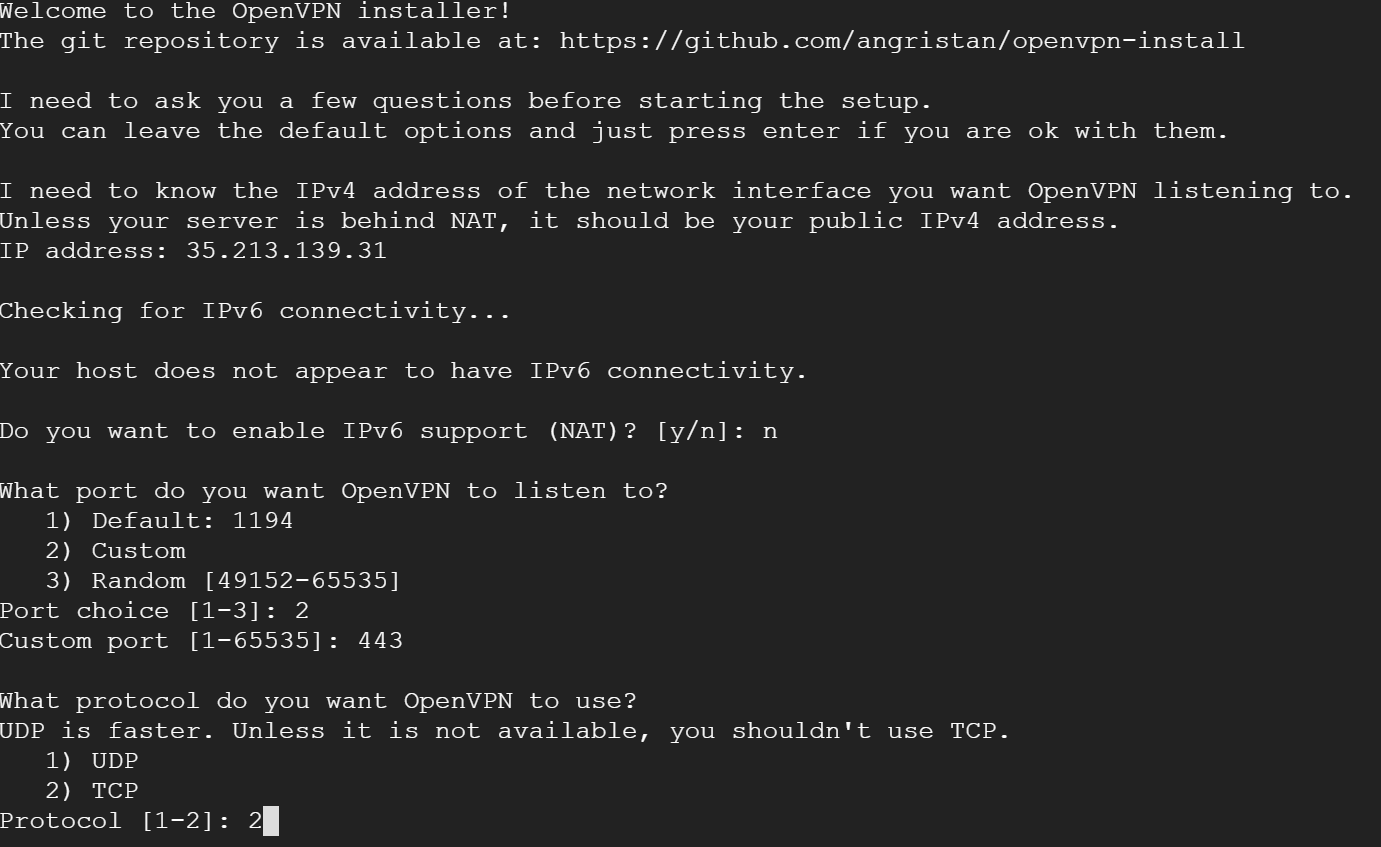 Welcome to the OpenVPN installer!
The git repository is available at: https://github.com/angristan/openvpn-install
I need to ask you a few questions before starting the setup.
You can leave the default options and just press enter if you are ok with them.
I need to know the IPv4 address of the network interface you want OpenVPN listening to.
Unless your server is behind NAT, it should be your public IPv4 address.
IP address: 35.213.139.31
Checking for IPv6 connectivity...
Your host does not appear to have IPv6 connectivity.
Do you want to enable IPv6 support (NAT)? [y/n]: n
What port do you want OpenVPN to listen to?
   1) Default: 1194
   2) Custom
   3) Random [49152-65535]
Port choice [1-3]: 2
Custom port [1-65535]: 443
What protocol do you want OpenVPN to use?
UDP is faster. Unless it is not available, you shouldn't use TCP.
   1) UDP
   2) TCP
Protocol [1-2]: 2